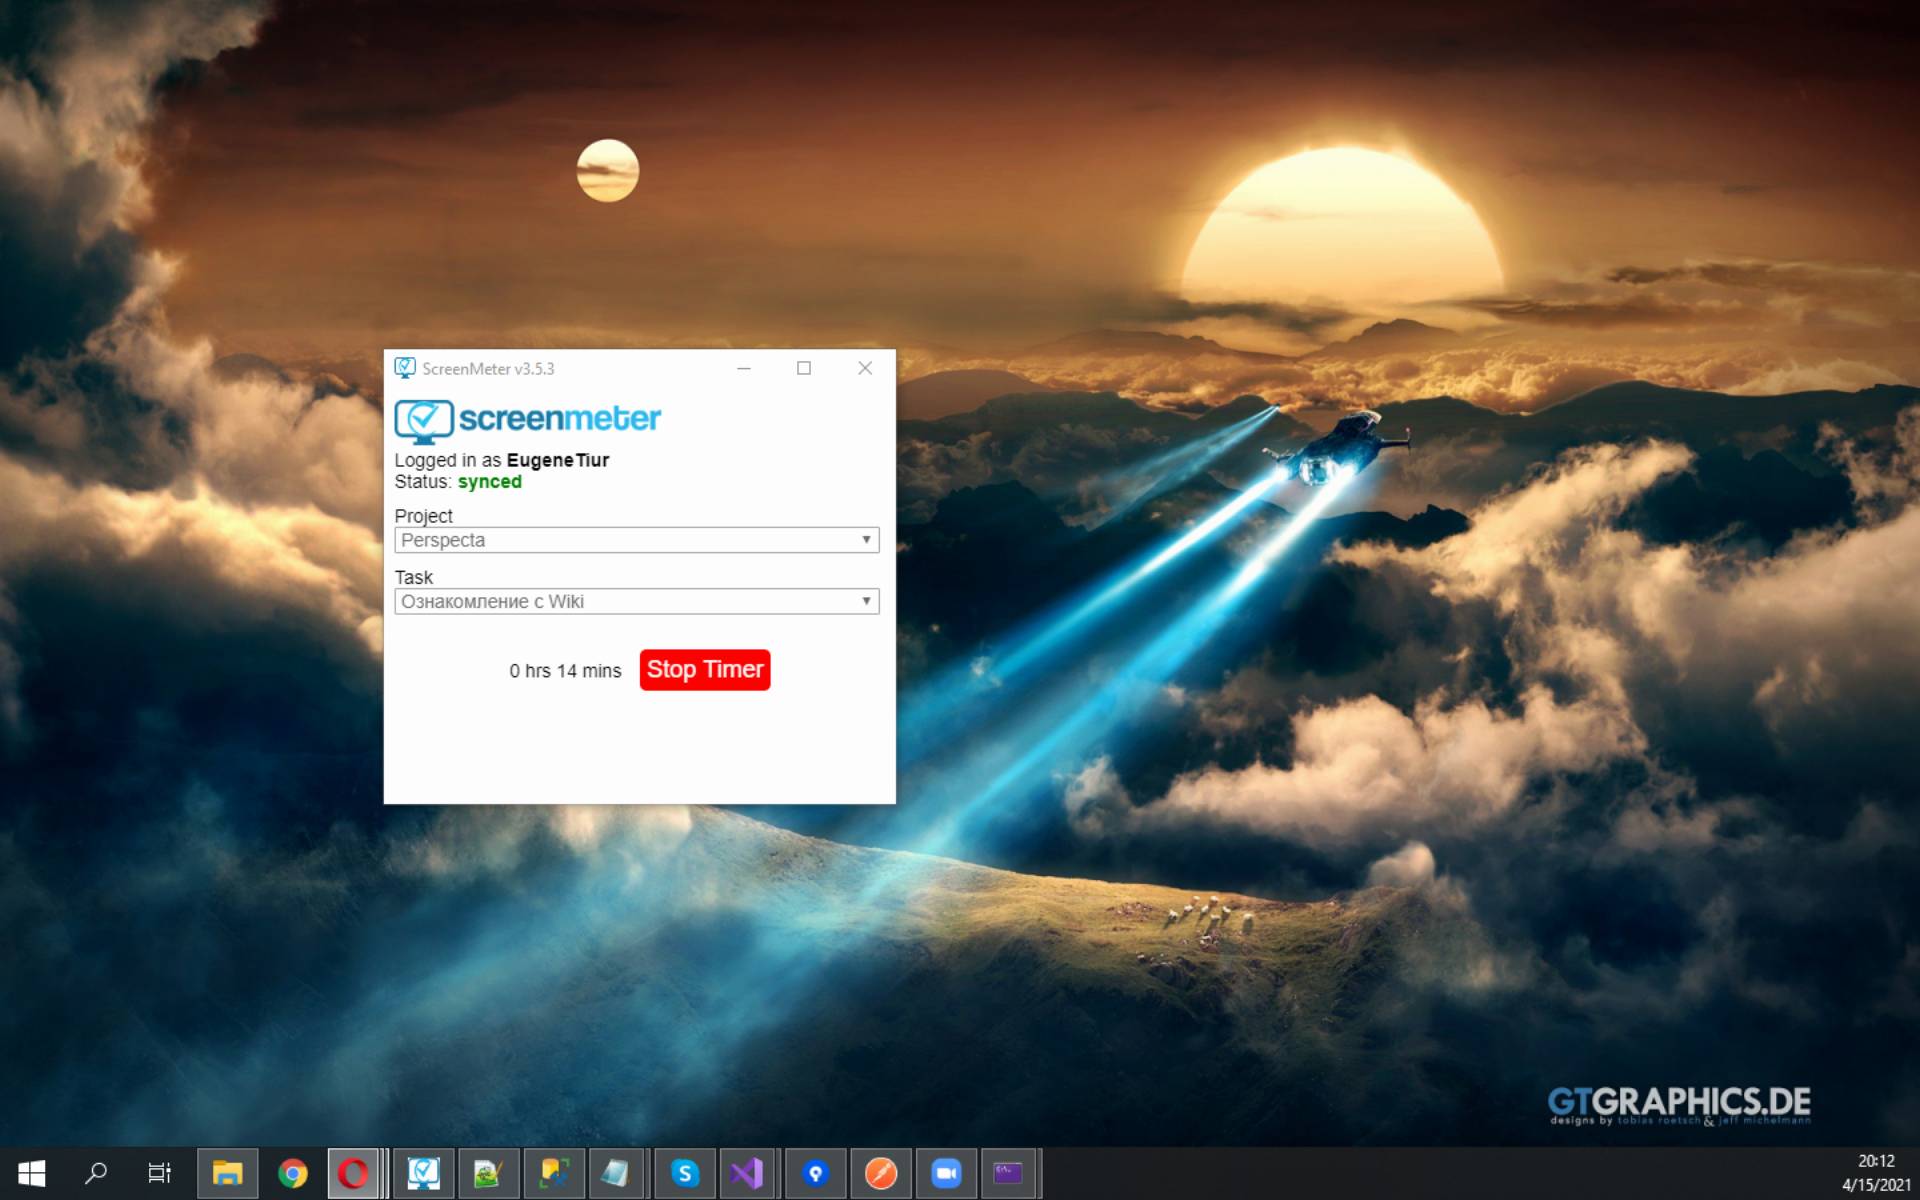 ScreenMeter v3.5.3
screenmeter
Logged in as EugeneTiur
Status: synced
Project
Perspecta
Task
Ознакомление с Wiki
0 hrs 14 mins Stop Timer
GTGRAPHICS.DE
designs by tobias roetsch & jeff michelmann
20:12
4/15/2021